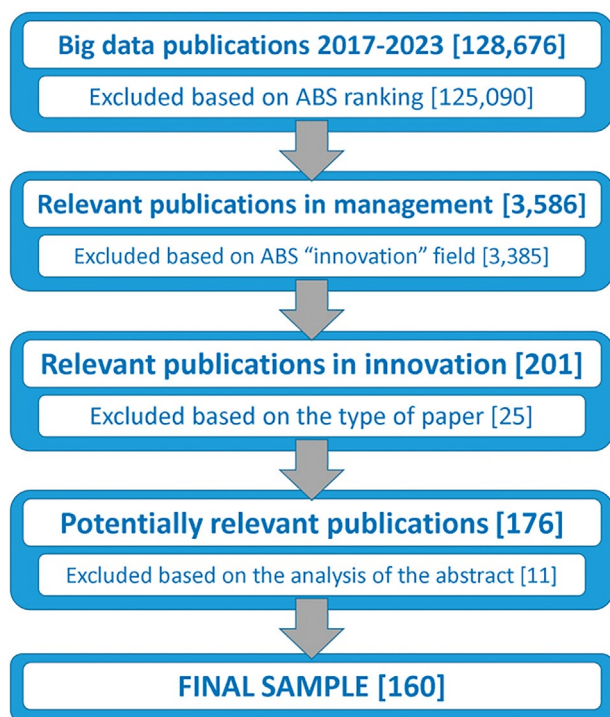 Big data publications 2017-2023 [128,676]
Excluded based on ABS ranking [125,090]
Relevant publications in management [3,586]
Excluded based on ABS “innovation” field [3,385]
Relevant publications in innovation [201]
Excluded based on the type of paper [25]
Potentially relevant publications [176]
Excluded based on the analysis of the abstract [11]
FINAL SAMPLE [160]